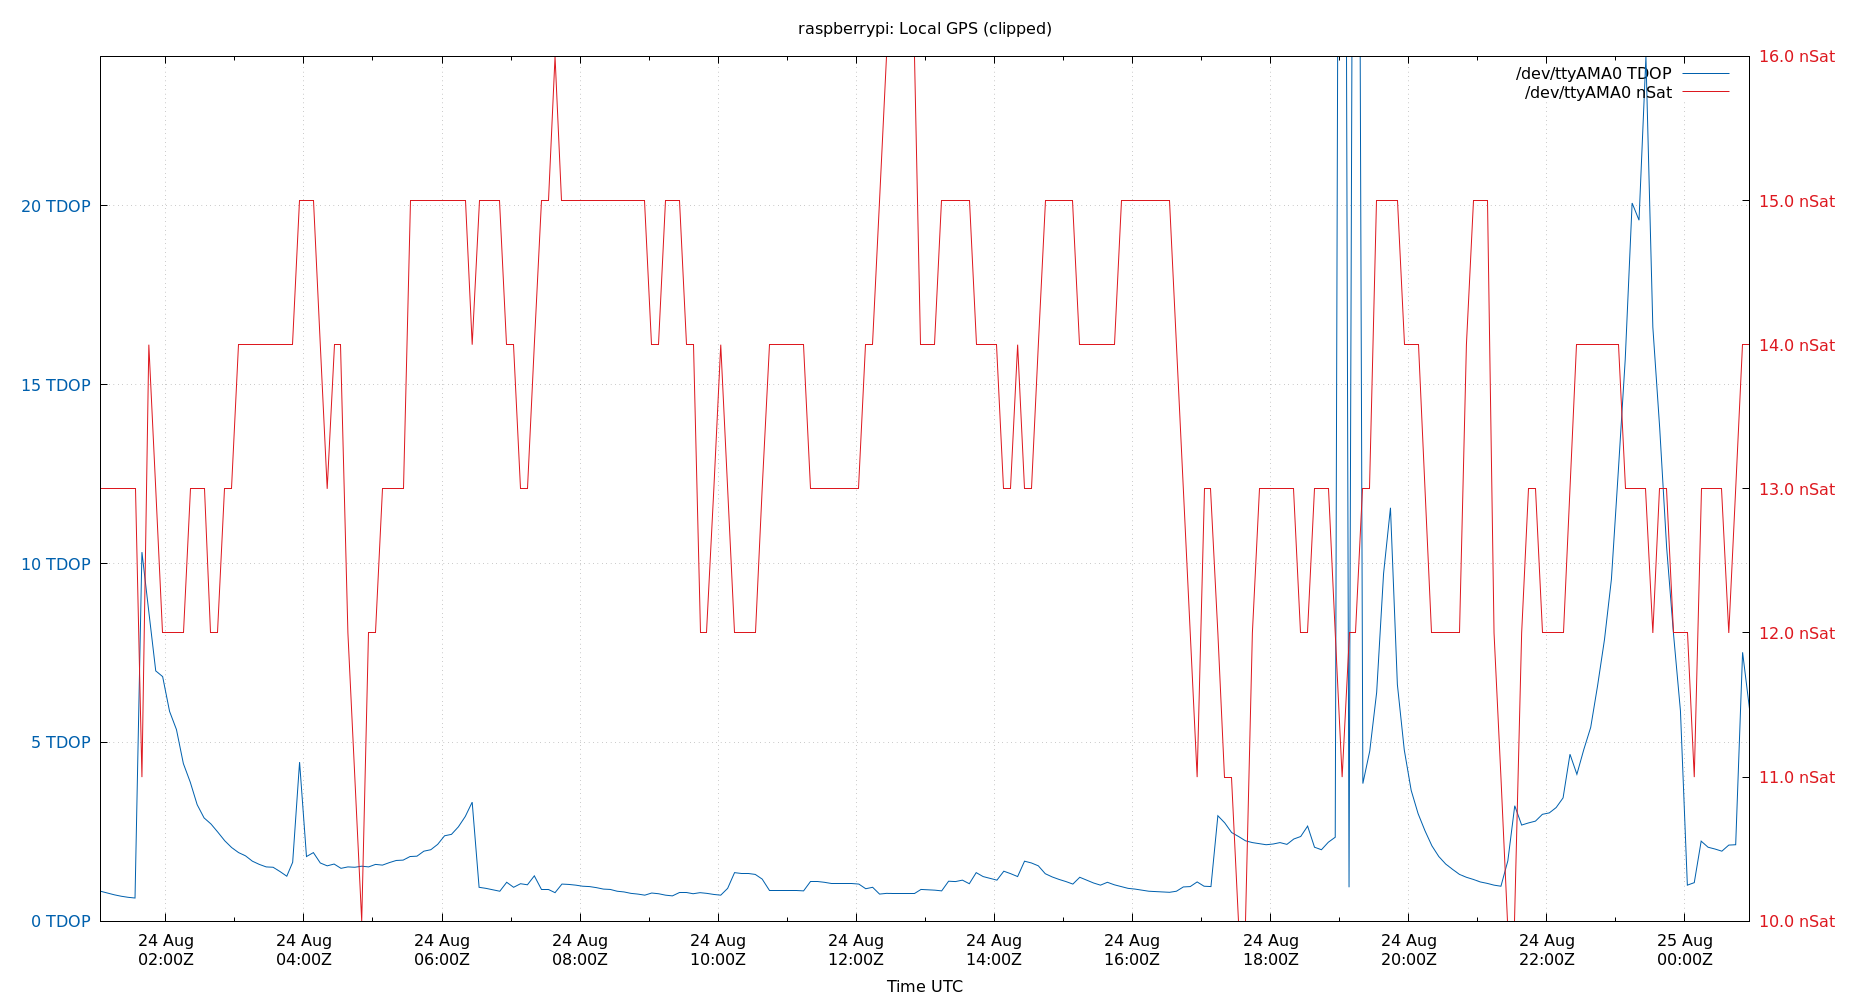 raspberrypi: Local GPS (clipped)
16.0 nSat
/dev/ttyAMA0 TDOP
/dev/ttyAMA0 nSat
20 TDOP
15.0 nSat
15 TDOP
14.0 nSat
13.0 nSat
10 TDOP
12.0 nSat
5 TDOP
11.0 nSat
0 TDOP
10.0 nSat
24 Aug 24 Aug 24 Aug 24 Aug 24 Aug 24 Aug 24 Aug 24 Aug 24 Aug 24 Aug 24 Aug 25 Aug
02:00Z 04:00Z 06:00Z 08:00Z 10:00Z 12:00Z 14:00Z 16:00Z 18:00Z 20:00Z 22:00Z 00:00Z
Time UTC